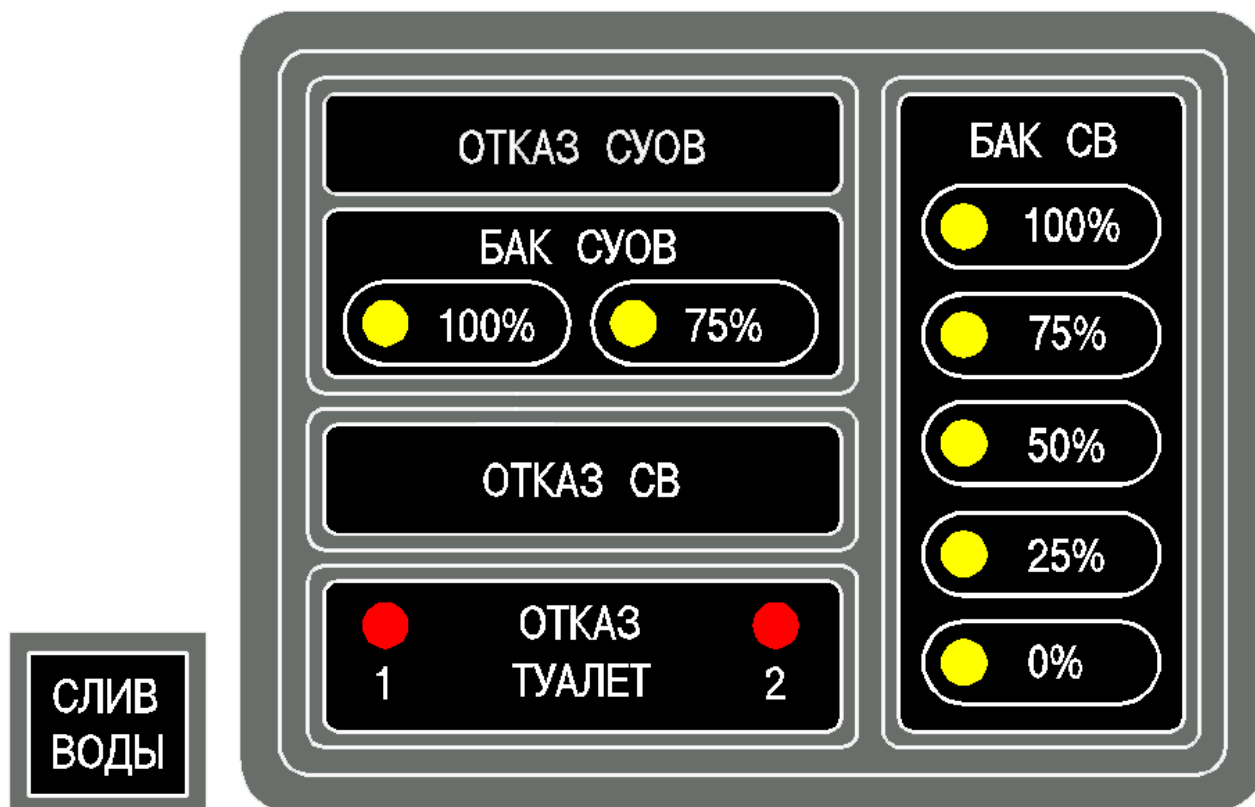 ОТКАЗ СУОВ
БАК СУОВ
100% 75%
ОТКАЗ СВ
ОТКАЗ
ТУАЛЕТ
1 2
БАК СВ
100%
75%
50%
25%
0%
СЛИВ
ВОДЫ